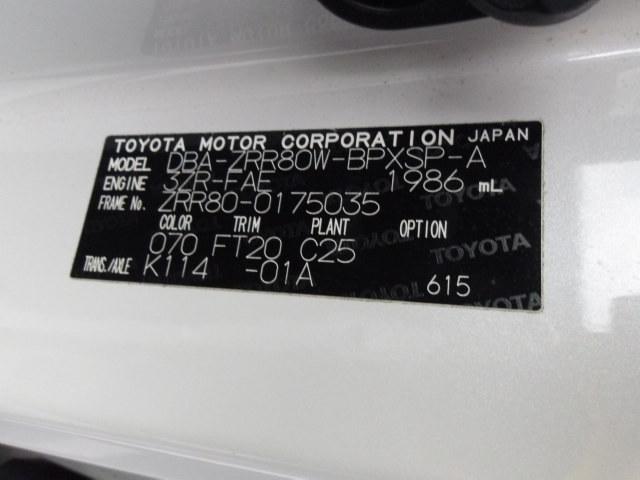 TOYOTA MOTOR CORPORATION JAPAN
MODEL DBA-ZRR80W-BPXSP-A
ENGINE 3ZR-FAE 1986 mL
FRAME No. ZRR80-0175035
COLOR TRIM PLANT OPTION
070 FT20 C25
TRANS./AXLE K114 -01A 615